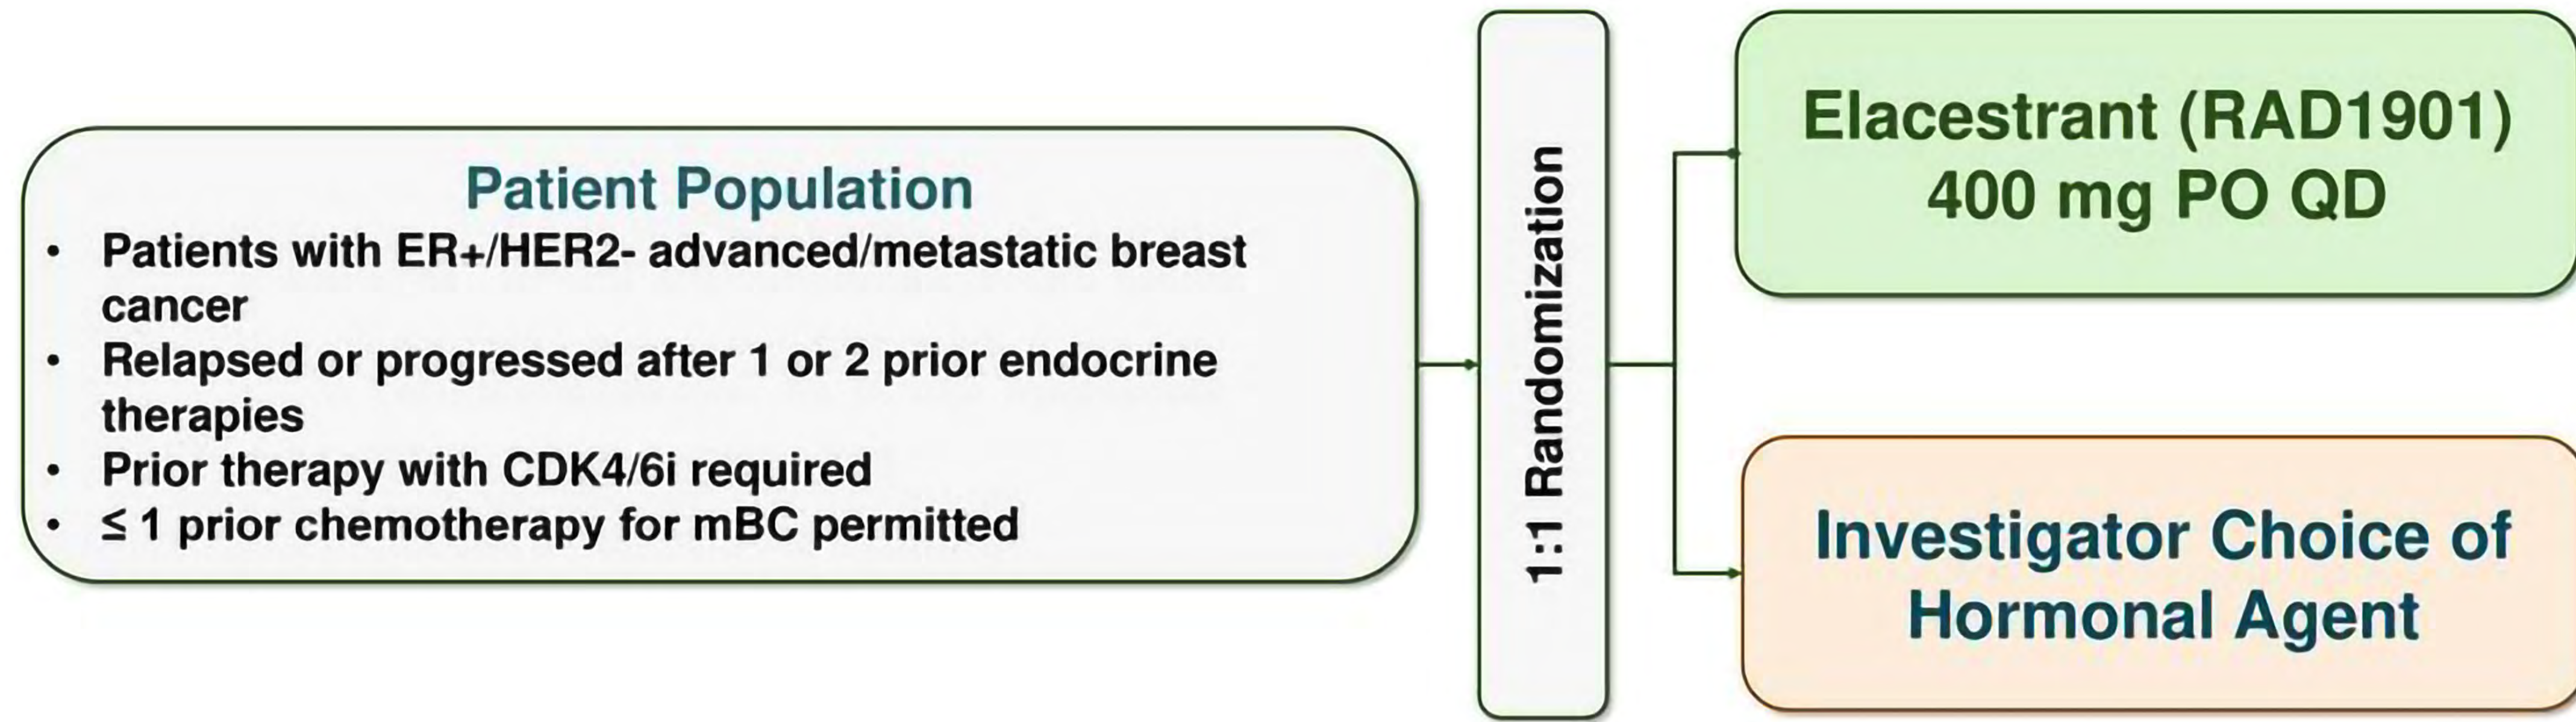 Patient Population
• Patients with ER+/HER2- advanced/metastatic breast
cancer
• Relapsed or progressed after 1 or 2 prior endocrine
therapies
• Prior therapy with CDK4/6i required
• ≤ 1 prior chemotherapy for mBC permitted
1:1 Randomization
Elacestrant (RAD1901)
400 mg PO QD
Investigator Choice of
Hormonal Agent